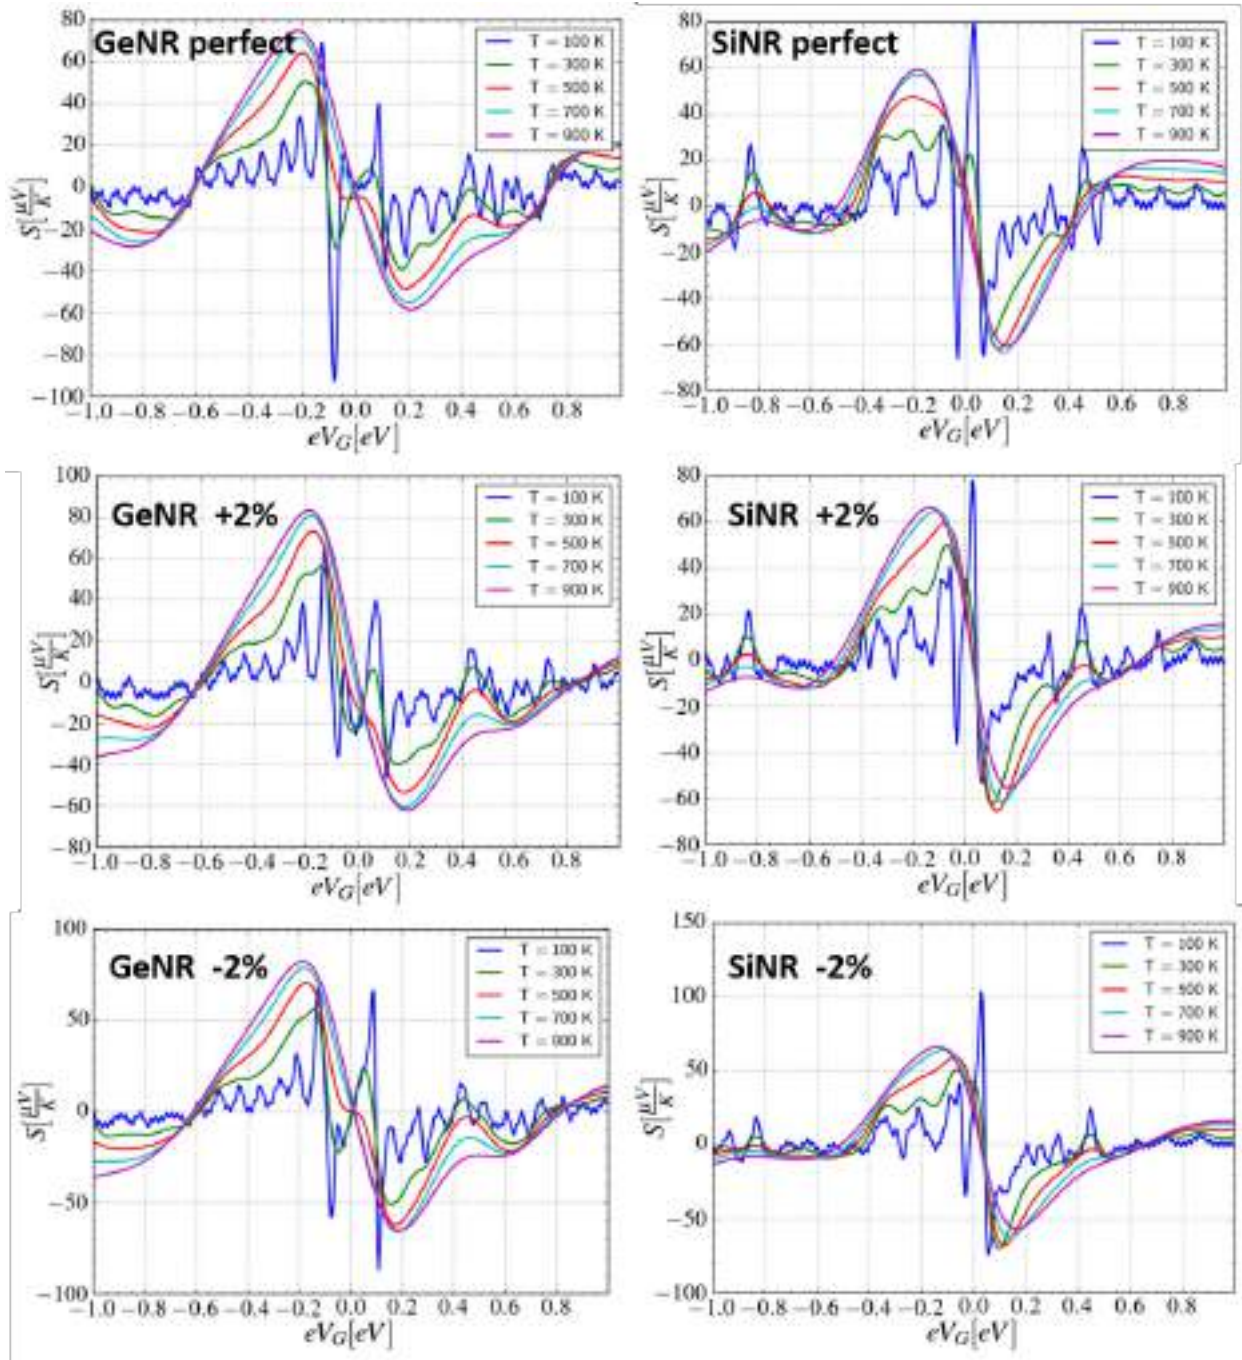 GeNR perfect
T = 100 K
T = 300 K
T = 500 K
T = 700 K
T = 900 K
80
60
40
20
0
−20
−40
−60
−80
−100
S[μV/K]
−1.0 −0.8 −0.6 −0.4 −0.2 0.0 0.2 0.4 0.6 0.8
eV_G[eV]
SiNR perfect
T = 100 K
T = 300 K
T = 500 K
T = 700 K
T = 900 K
80
60
40
20
0
−20
−40
−60
−80
S[μV/K]
−1.0 −0.8 −0.6 −0.4 −0.2 0.0 0.2 0.4 0.6 0.8
eV_G[eV]
GeNR +2%
T = 100 K
T = 300 K
T = 500 K
T = 700 K
T = 900 K
100
80
60
40
20
0
−20
−40
−60
−80
S[μV/K]
−1.0 −0.8 −0.6 −0.4 −0.2 0.0 0.2 0.4 0.6 0.8
eV_G[eV]
SiNR +2%
T = 100 K
T = 300 K
T = 500 K
T = 700 K
T = 900 K
80
60
40
20
0
−20
−40
−60
−80
S[μV/K]
−1.0 −0.8 −0.6 −0.4 −0.2 0.0 0.2 0.4 0.6 0.8
eV_G[eV]
GeNR -2%
T = 100 K
T = 300 K
T = 500 K
T = 700 K
T = 900 K
100
50
0
−50
−100
S[μV/K]
−1.0 −0.8 −0.6 −0.4 −0.2 0.0 0.2 0.4 0.6 0.8
eV_G[eV]
SiNR -2%
T = 100 K
T = 300 K
T = 500 K
T = 700 K
T = 900 K
150
100
50
0
−50
−100
S[μV/K]
−1.0 −0.8 −0.6 −0.4 −0.2 0.0 0.2 0.4 0.6 0.8
eV_G[eV]